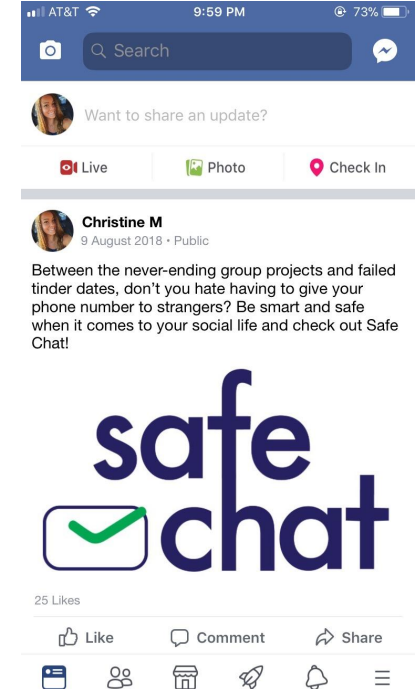 AT&T 9:59 PM 73%
Search
Want to share an update?
Live Photo Check In
Christine M
9 August 2018 • Public
Between the never-ending group projects and failed
tinder dates, don’t you hate having to give your
phone number to strangers? Be smart and safe
when it comes to your social life and check out Safe
Chat!
safe
chat
25 Likes
Like Comment Share